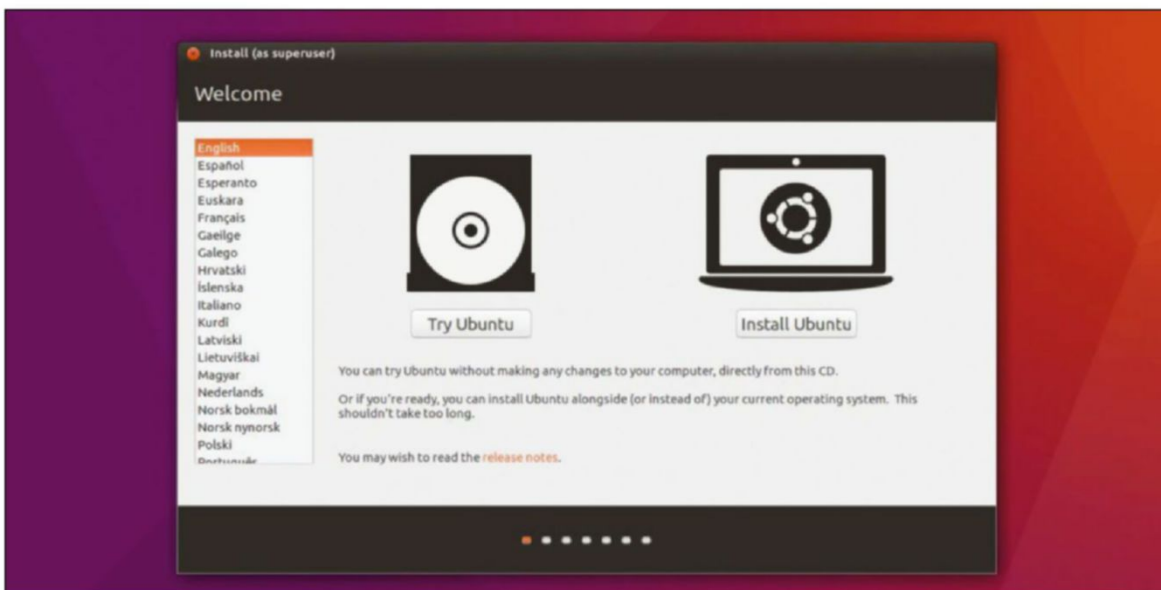 Install (as superuser)
Welcome
English
Español
Esperanto
Euskara
Français
Gaeilge
Galego
Hrvatski
Íslenska
Italiano
Kurdî
Latviski
Lietuviškai
Magyar
Nederlands
Norsk bokmål
Norsk nynorsk
Polski
Português
Try Ubuntu
Install Ubuntu
You can try Ubuntu without making any changes to your computer, directly from this CD.
Or if you're ready, you can install Ubuntu alongside (or instead of) your current operating system. This
shouldn't take too long.
You may wish to read the release notes.